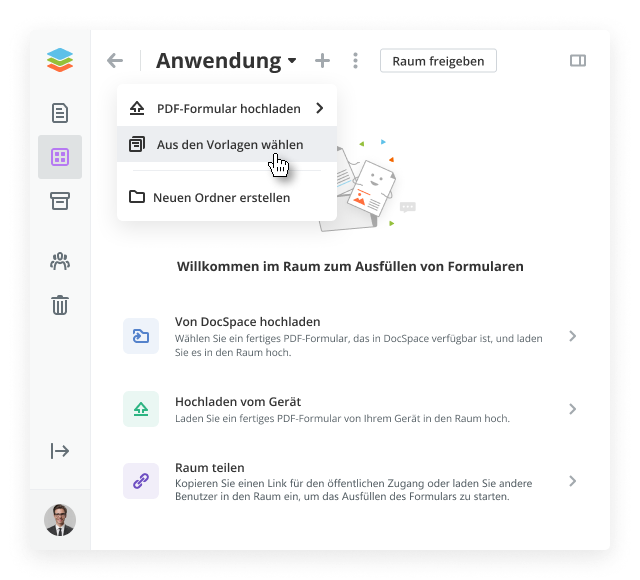 Anwendung
Raum freigeben
PDF-Formular hochladen
Aus den Vorlagen wählen
Neuen Ordner erstellen
Willkommen im Raum zum Ausfüllen von Formularen
Von DocSpace hochladen
Wählen Sie ein fertiges PDF-Formular, das in DocSpace verfügbar ist, und laden
Sie es in den Raum hoch.
Hochladen vom Gerät
Laden Sie ein fertiges PDF-Formular von Ihrem Gerät in den Raum hoch.
Raum teilen
Kopieren Sie einen Link für den öffentlichen Zugang oder laden Sie andere
Benutzer in den Raum ein, um das Ausfüllen des Formulars zu starten.